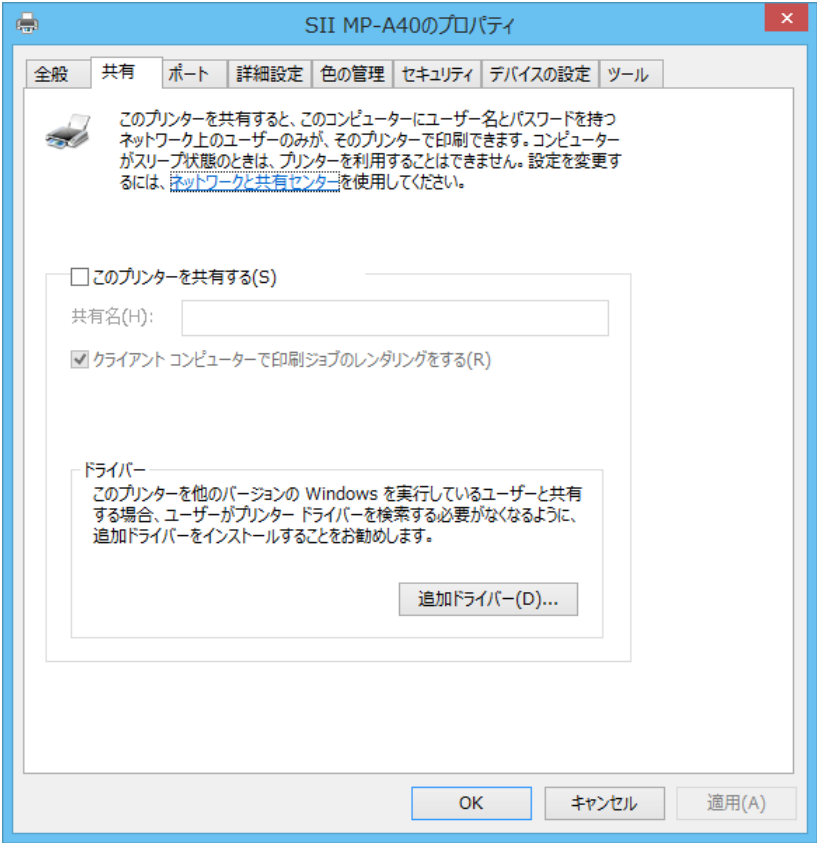 SII MP-A40のプロパティ
全般 共有 ポート 詳細設定 色の管理 セキュリティ デバイスの設定 ツール
このプリンターを共有すると、このコンピューターにユーザー名とパスワードを持つ
ネットワーク上のユーザーのみが、そのプリンターで印刷できます。コンピューター
がスリープ状態のときは、プリンターを利用することはできません。設定を変更す
るには、ネットワークと共有センターを使用してください。
このプリンターを共有する(S)
共有名(H):
クライアント コンピューターで印刷ジョブのレンダリングをする(R)
ドライバー
このプリンターを他のバージョンの Windows を実行しているユーザーと共有
する場合、ユーザーがプリンター ドライバーを検索する必要がなくなるように、
追加ドライバーをインストールすることをお勧めします。
追加ドライバー(D)...
OK キャンセル 適用(A)